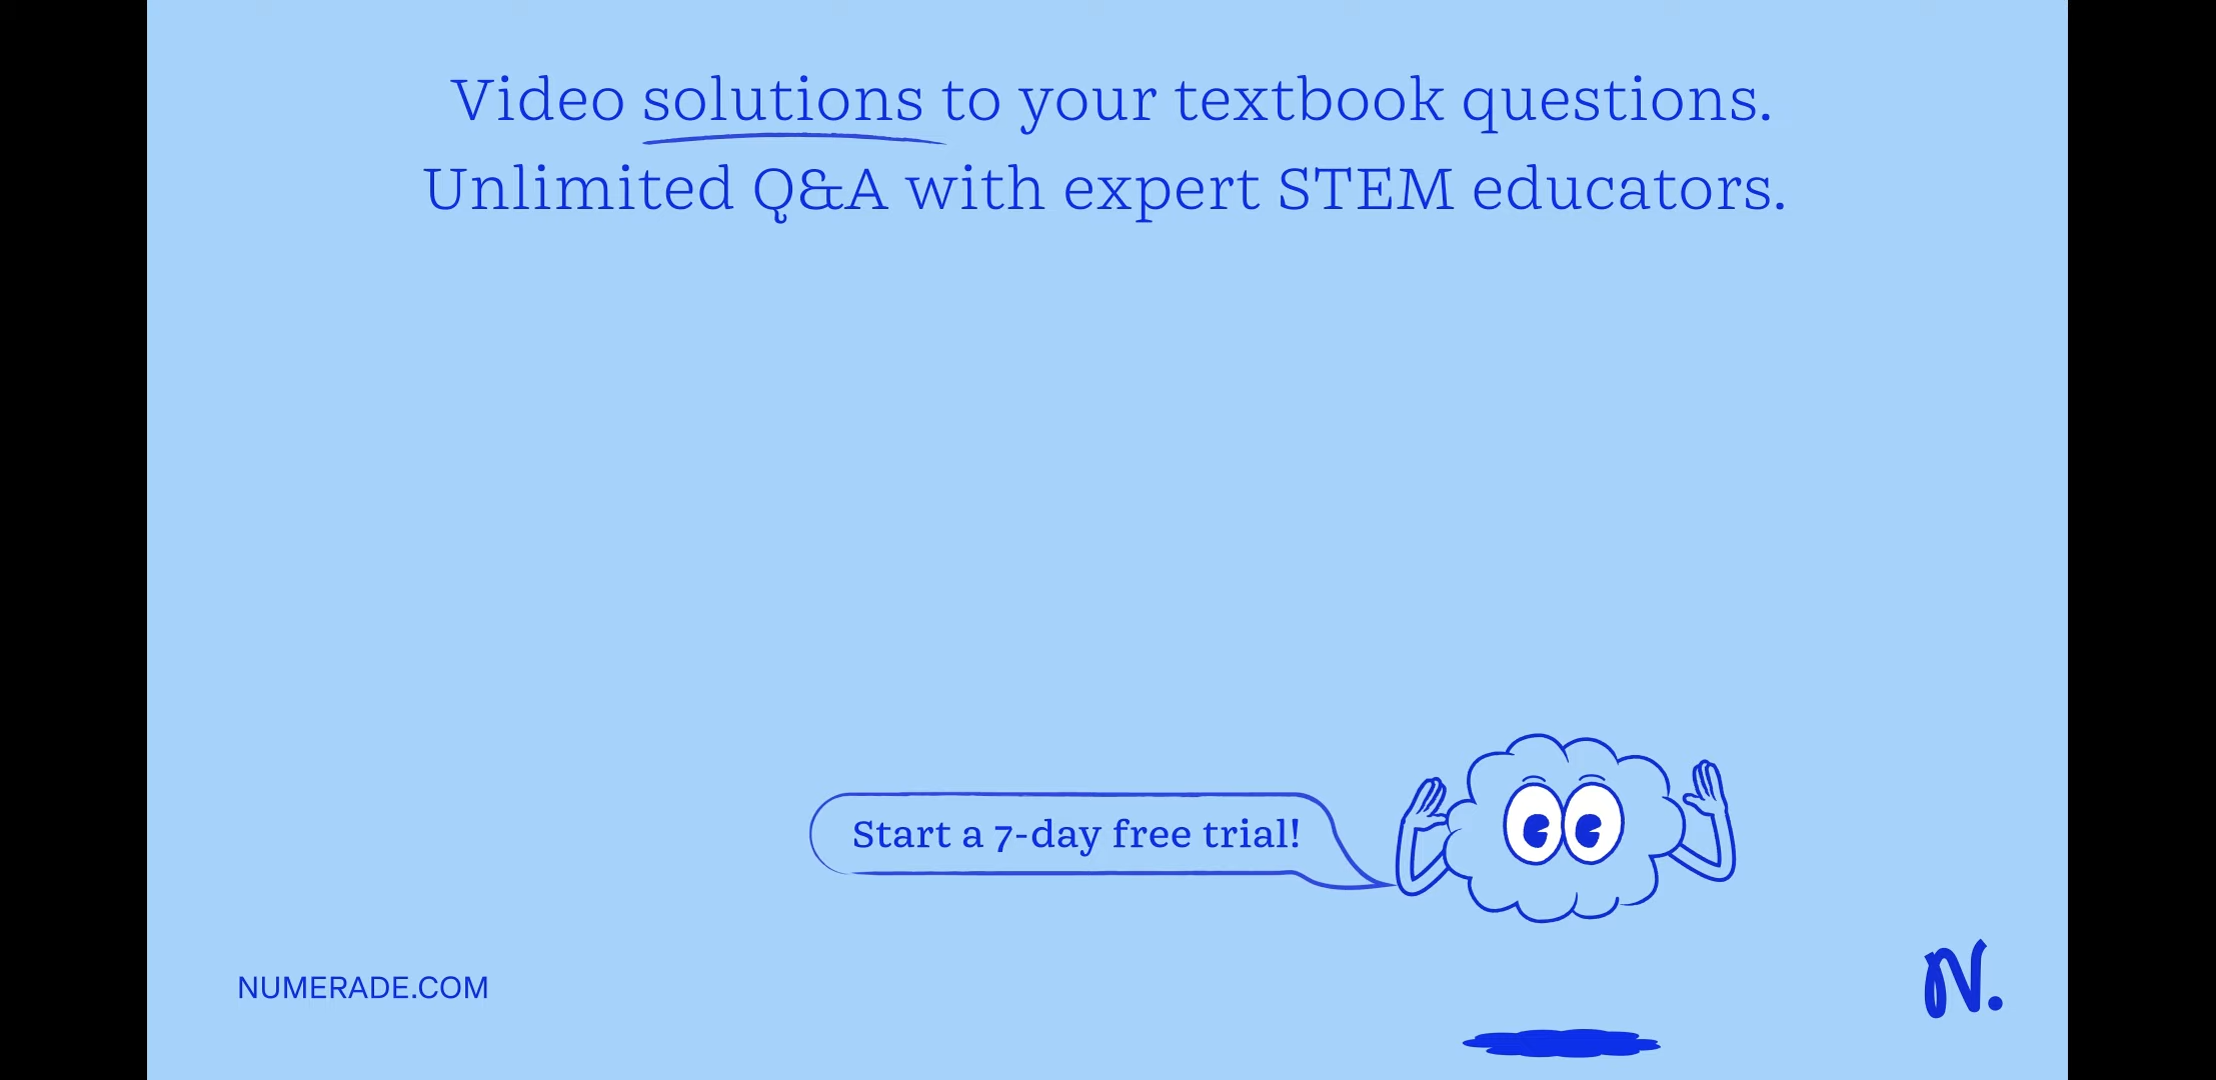 Video solutions to your textbook questions.
Unlimited Q&A with expert STEM educators.
Start a 7-day free trial!
NUMERADE.COM
N.